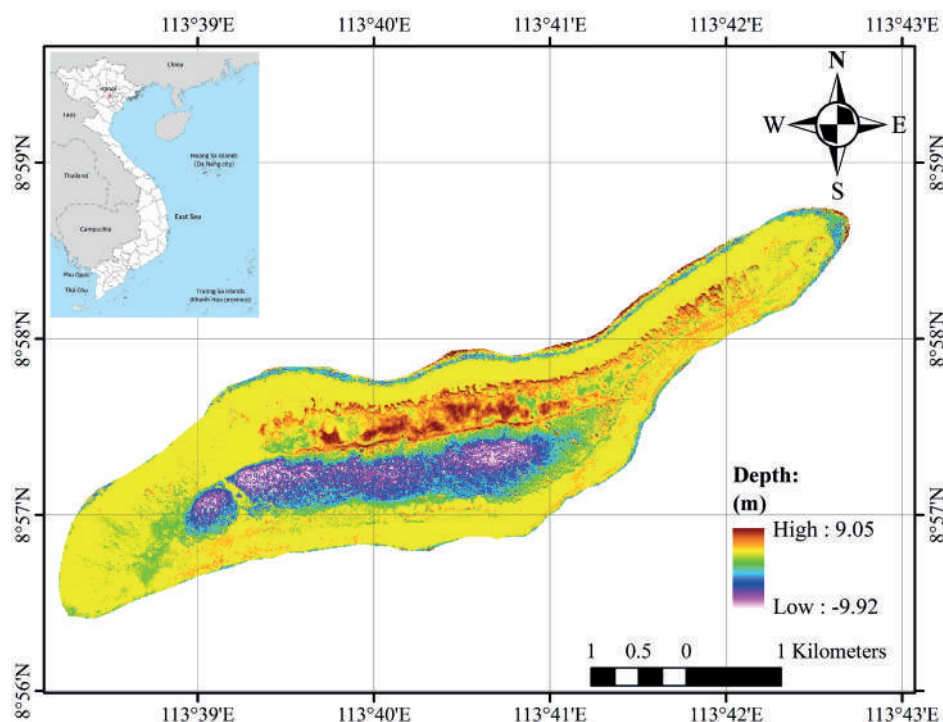 113°39'E 113°40'E 113°41'E 113°42'E 113°43'E
China
Hanoi
Laos
Hoang Sa Islands
(Da Nang city)
Thailand
East Sea
Campuchia
Phu Quoc
Tho Chu
Truong Sa Islands
(Khanh Hoa province)
N
W E
S
8°59'N 8°59'N
8°58'N 8°58'N
8°57'N 8°57'N
8°56'N 8°56'N
Depth:
(m)
High : 9.05
Low : -9.92
1 0.5 0 1 Kilometers
113°39'E 113°40'E 113°41'E 113°42'E 113°43'E